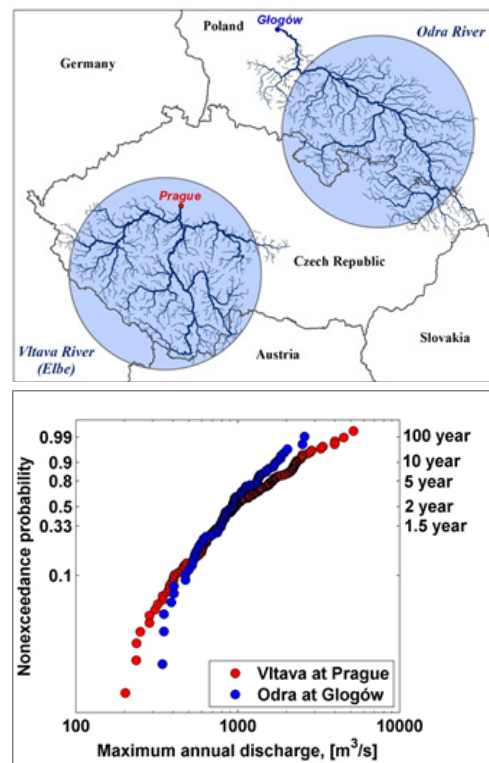 Poland
Głogów
Odra River
Germany
Prague
Czech Republic
Vltava River
(Elbe)
Austria
Slovakia
Nonexceedance probability
0.99
0.9
0.8
0.5
0.33
0.1
100 year
10 year
5 year
2 year
1.5 year
Vltava at Prague
Odra at Glogów
100
1000
10000
Maximum annual discharge, [m³/s]